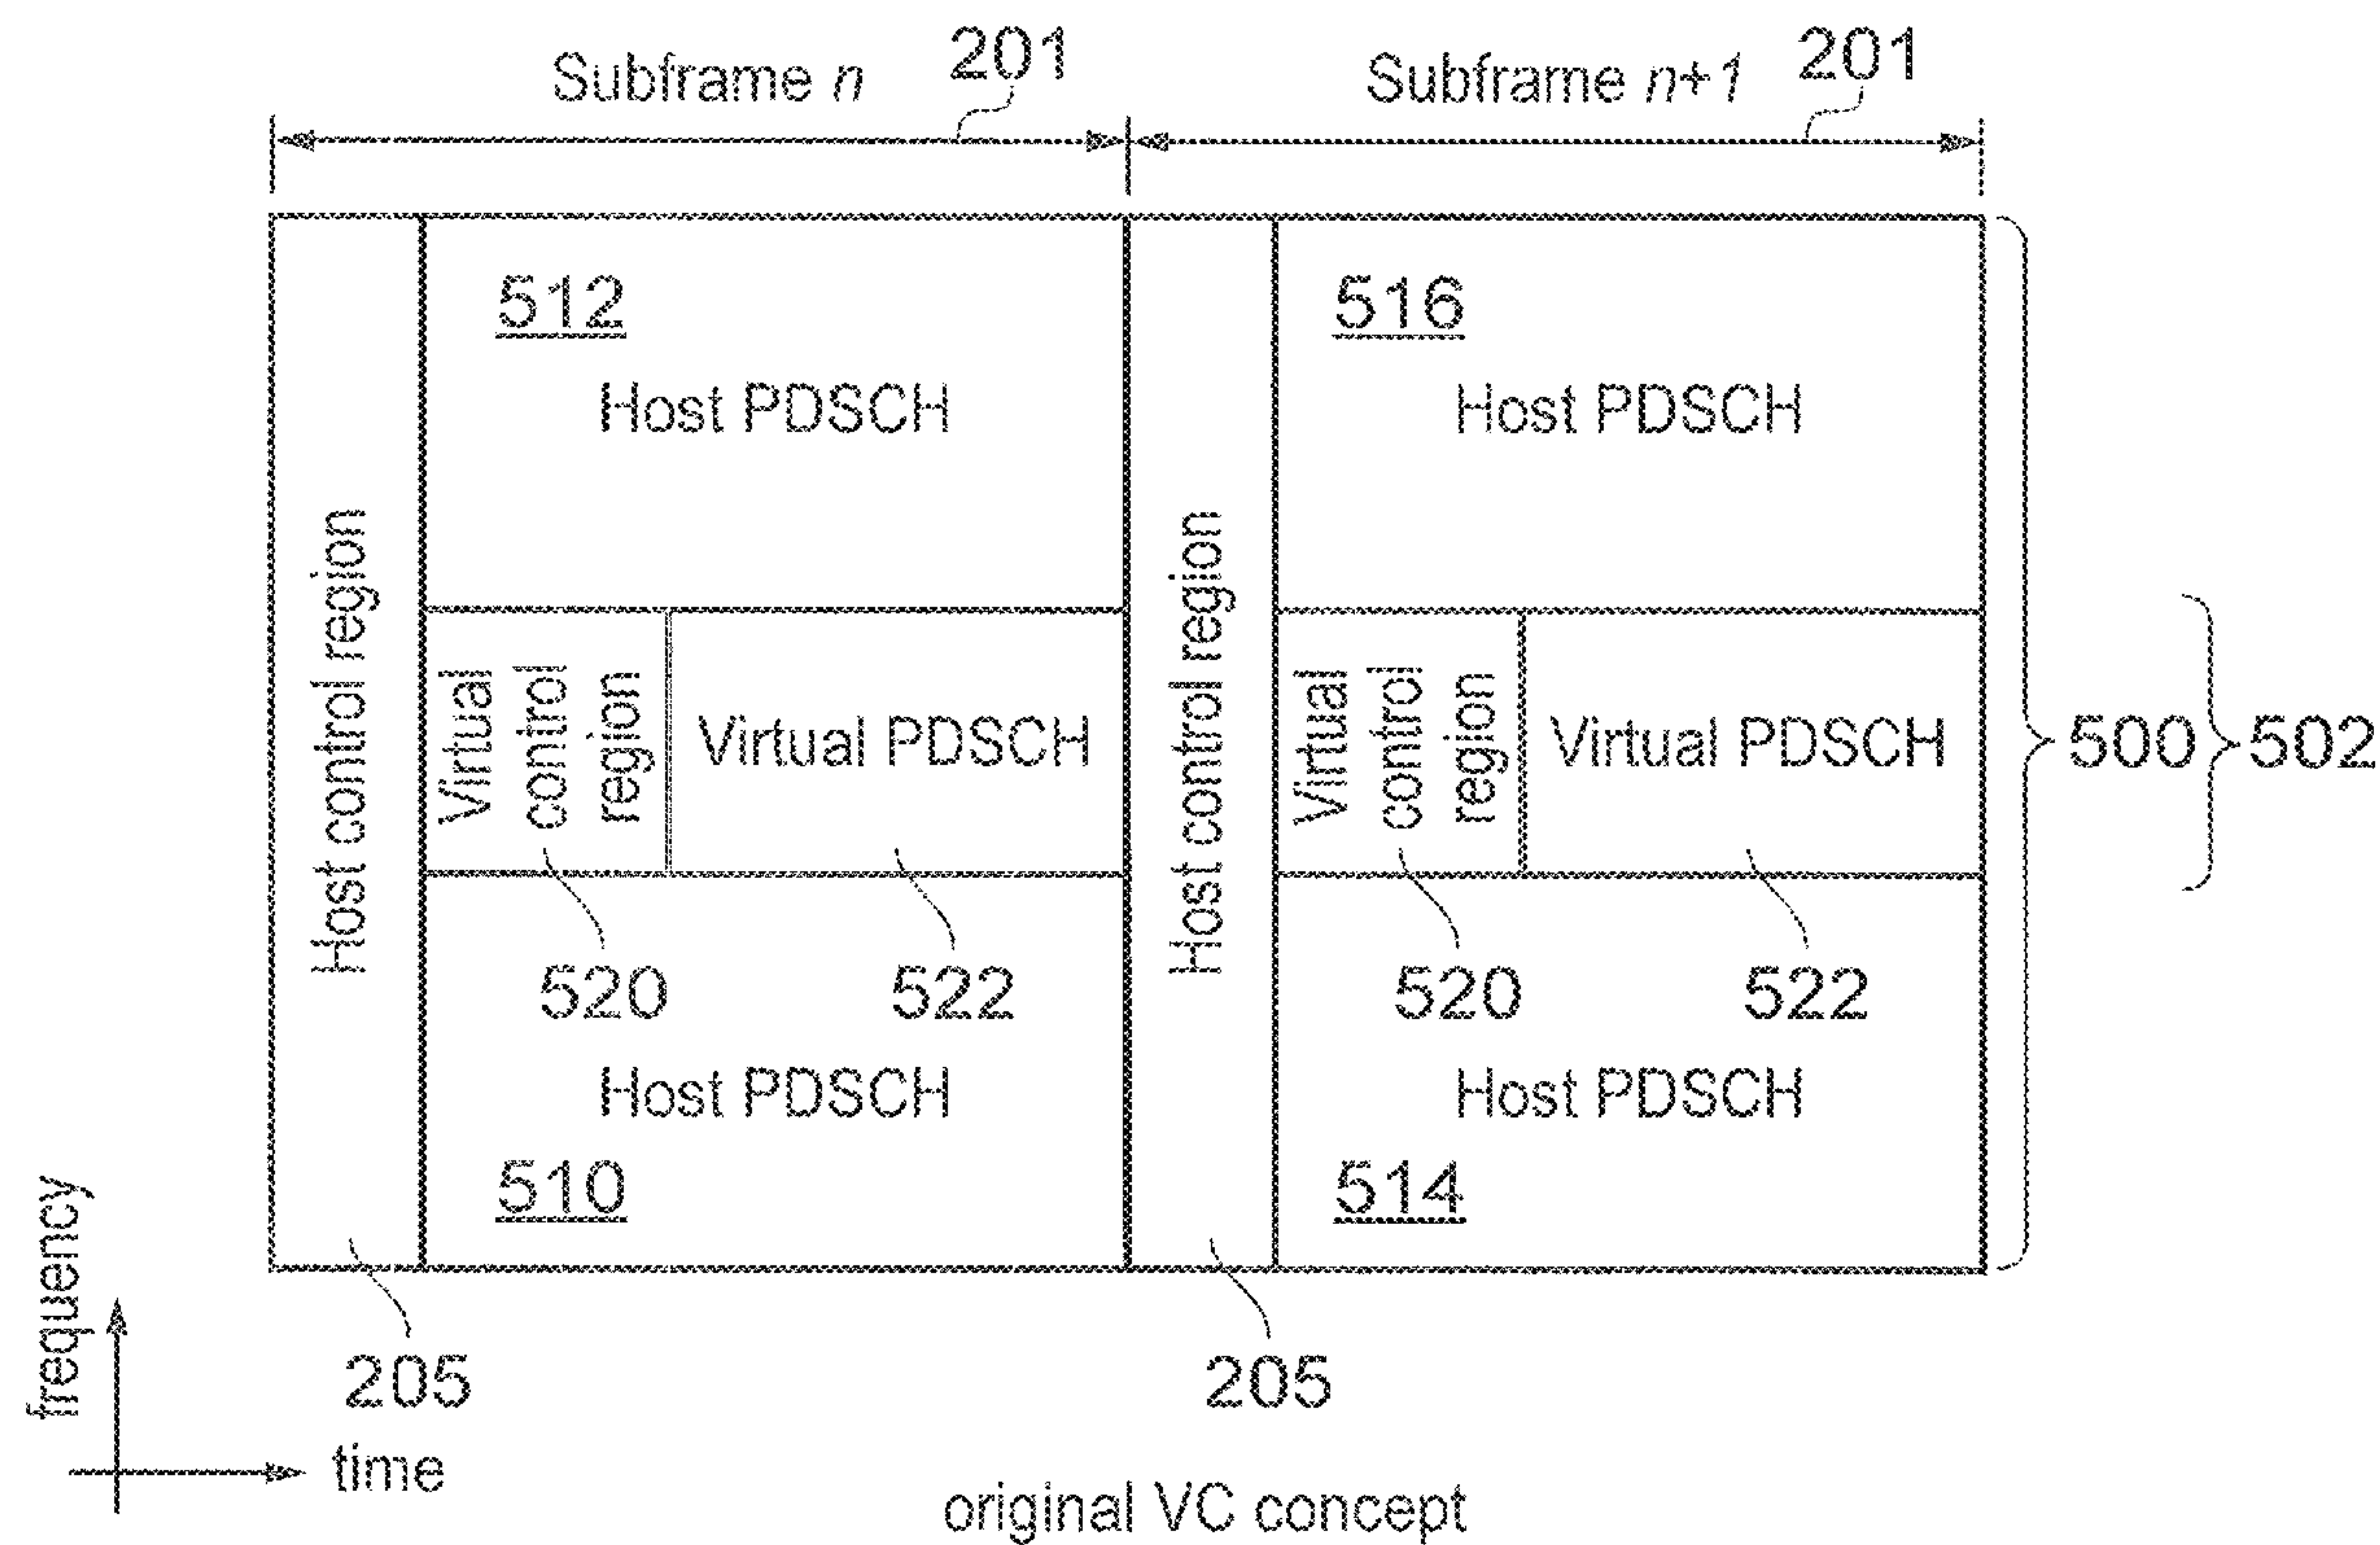 Subframe n 201 Subframe n+1 201
512 516
Host PDSCH Host PDSCH
Host control region
Virtual
control
region
Virtual PDSCH
Host control region
Virtual
control
region
Virtual PDSCH
500 502
520 522 520 522
Host PDSCH Host PDSCH
510 514
frequency
205 205
time
original VC concept